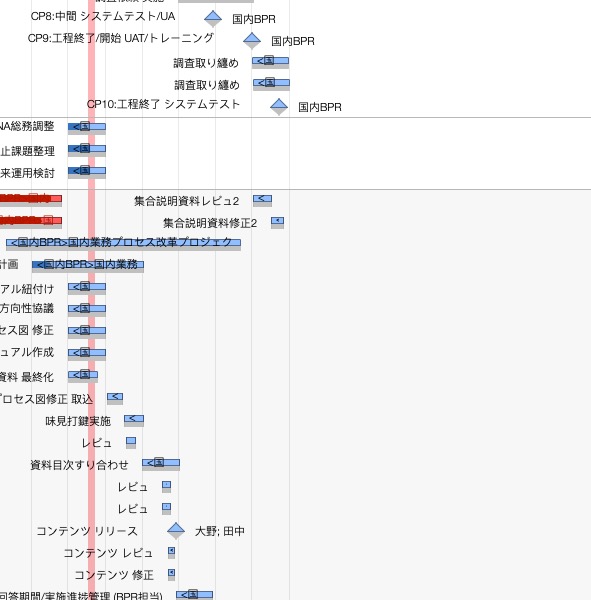 CP8:中間 システムテスト/UA 国内BPR
CP9:工程終了/開始 UAT/トレーニング 国内BPR
調査取り纏め <国
調査取り纏め <国
CP10:工程終了 システムテスト 国内BPR
NA総務調整 <国
止課題整理 <国
来運用検討 <国
集合説明資料レビュ2 <
集合説明資料修正2
<国内BPR>国内業務プロセス改革プロジェク
計画 <国内BPR>国内業務
アル紐付け <国
方向性協議 <国
セス図 修正 <国
ュアル作成 <国
資料 最終化 <国
プロセス図修正 取込 <
味見打鍵実施 <
レビュ
資料目次すり合わせ <国
レビュ
レビュ
コンテンツ リリース 大野; 田中
コンテンツ レビュ
コンテンツ 修正
回答期間/実施進捗管理 (BPR担当) <国